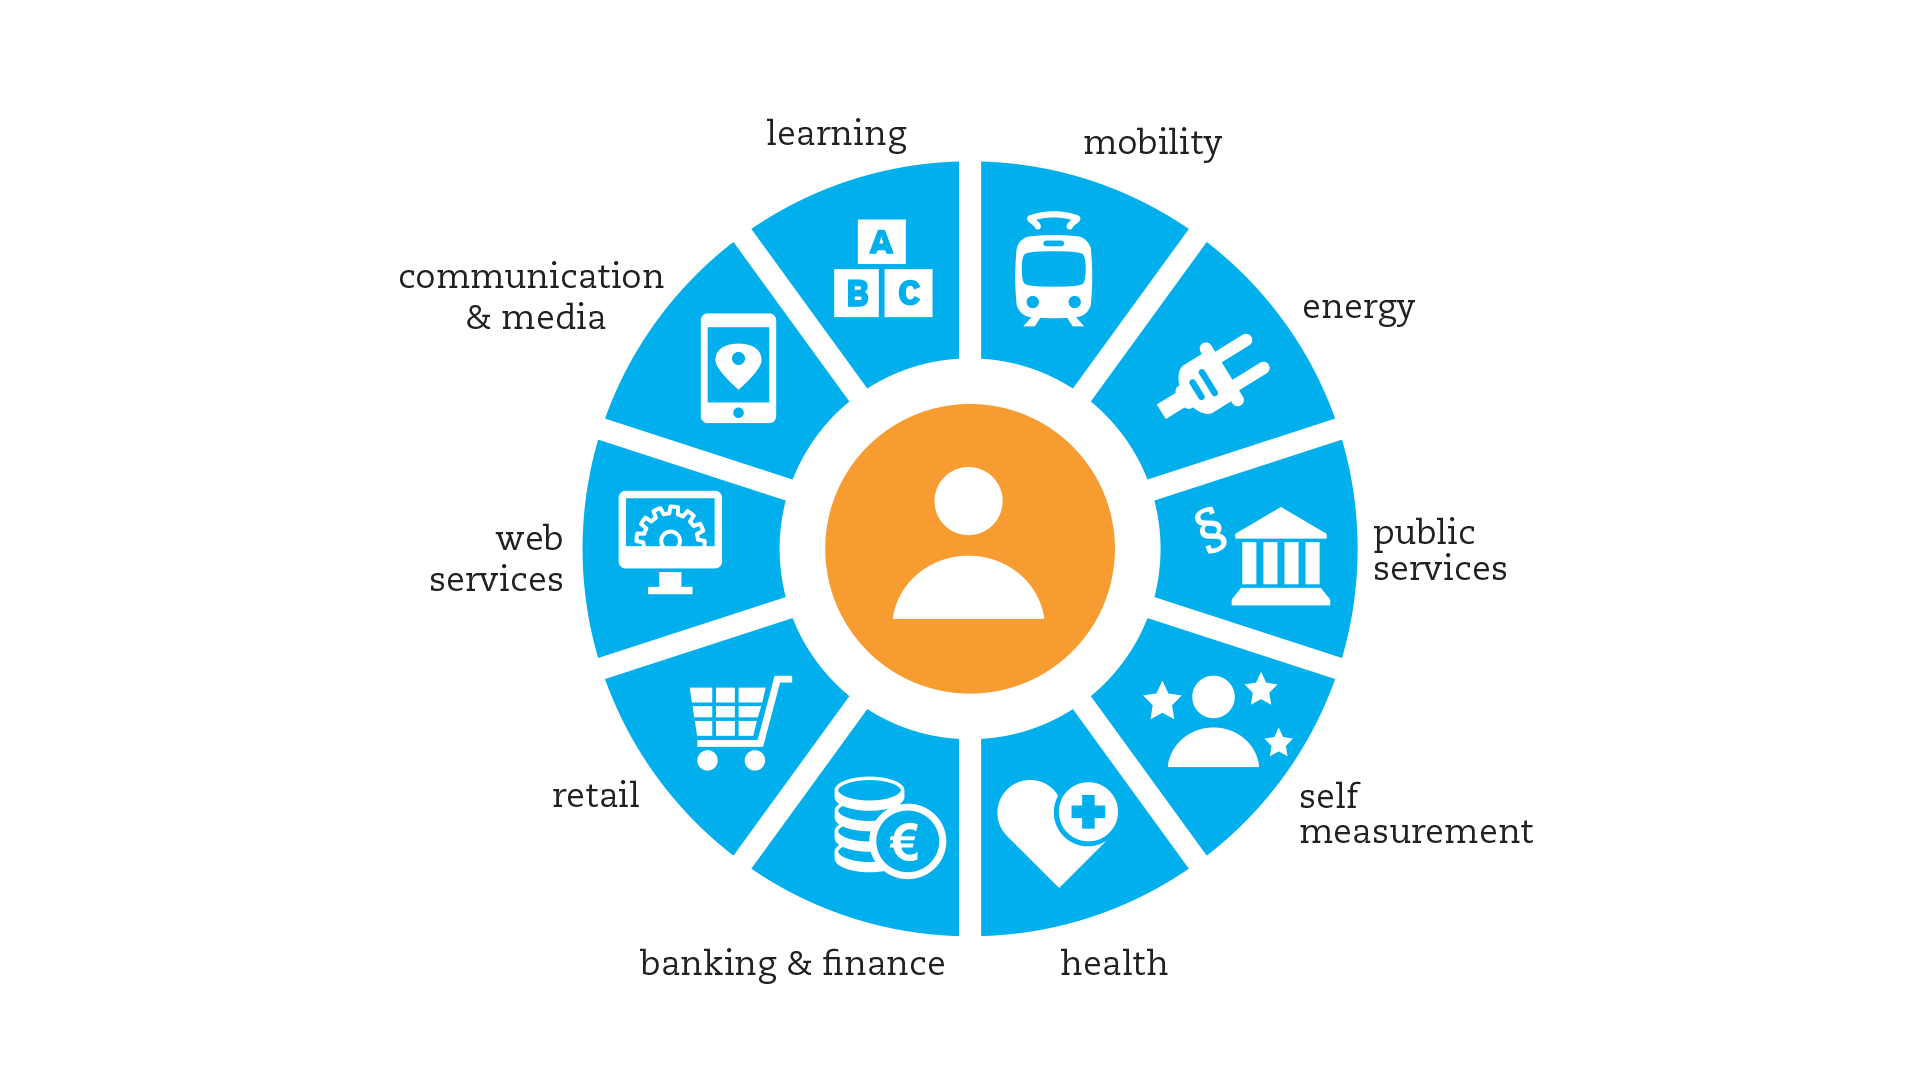 learning
mobility
communication
& media
energy
A
B C
web
services
§
public
services
retail
self
measurement
€
banking & finance
health